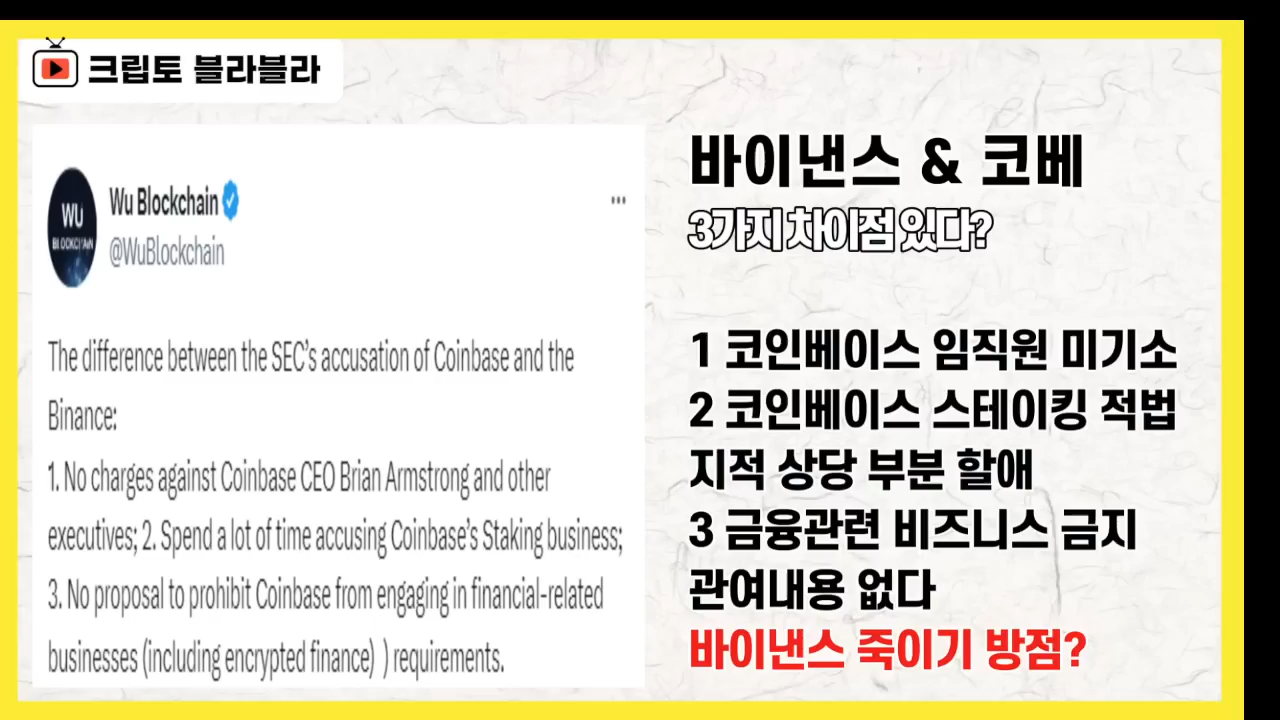 크립토 블라블라
WU
BLOCKCHAIN
Wu Blockchain
@WuBlockchain
...
The difference between the SEC's accusation of Coinbase and the
Binance:
1. No charges against Coinbase CEO Brian Armstrong and other
executives; 2. Spend a lot of time accusing Coinbase's Staking business;
3. No proposal to prohibit Coinbase from engaging in financial-related
businesses (including encrypted finance) ) requirements.
바이낸스 & 코베
3가지 차이점 있다?
1 코인베이스 임직원 미기소
2 코인베이스 스테이킹 적법
지적 상당 부분 할애
3 금융관련 비즈니스 금지
관여내용 없다
바이낸스 죽이기 방점?